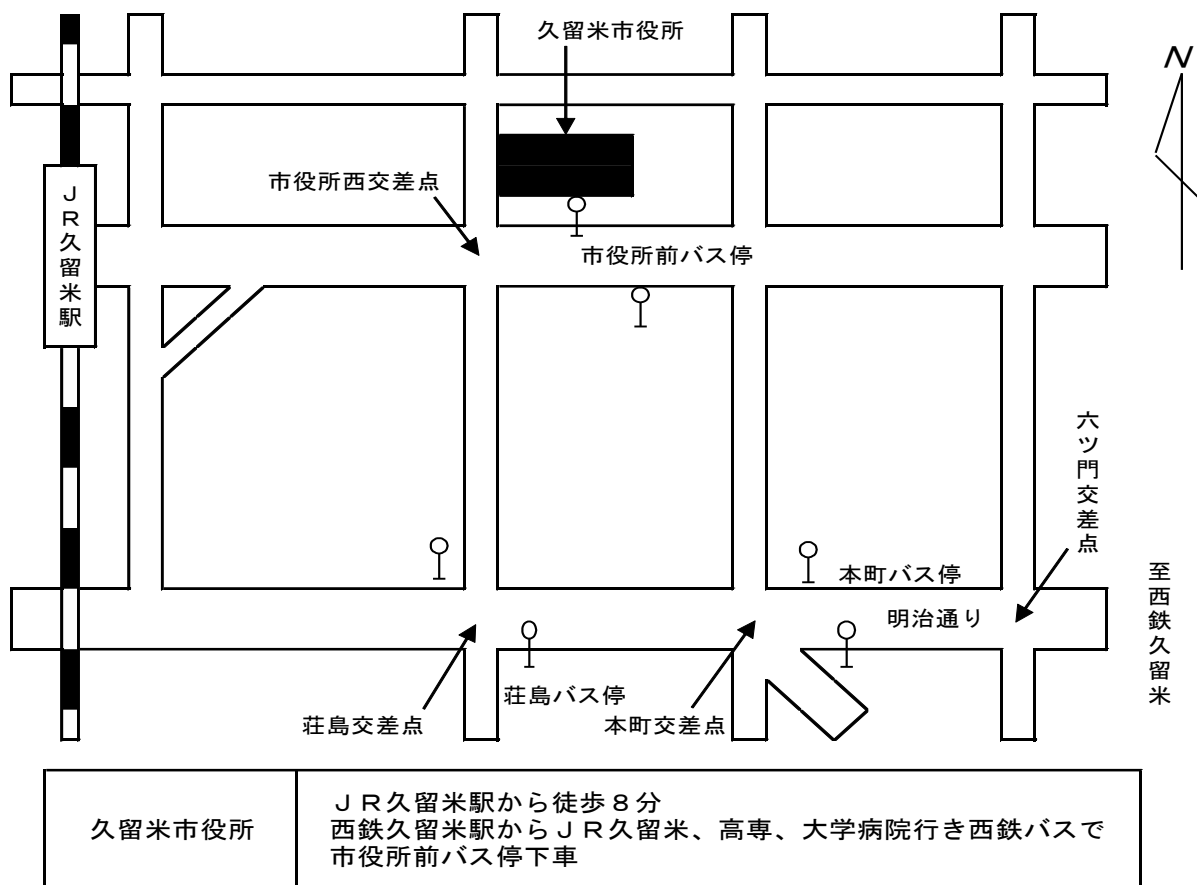 久留米市役所
N
市役所西交差点
JR久留米駅
市役所前バス停
六ツ門交差点
本町バス停
明治通り
至西鉄久留米
荘島バス停
荘島交差点
本町交差点
久留米市役所
JR久留米駅から徒歩8分
西鉄久留米駅からJR久留米、高専、大学病院行き西鉄バスで
市役所前バス停下車